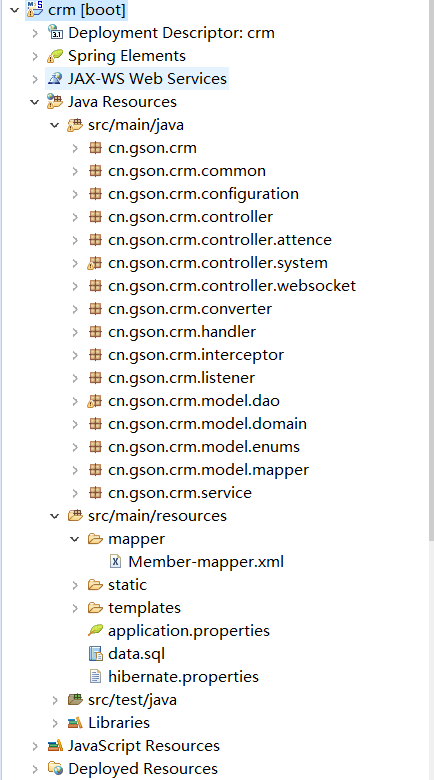 crm [boot]
Deployment Descriptor: crm
Spring Elements
JAX-WS Web Services
Java Resources
src/main/java
cn.gson.crm
cn.gson.crm.common
cn.gson.crm.configuration
cn.gson.crm.controller
cn.gson.crm.controller.attence
cn.gson.crm.controller.system
cn.gson.crm.controller.websocket
cn.gson.crm.converter
cn.gson.crm.handler
cn.gson.crm.interceptor
cn.gson.crm.listener
cn.gson.crm.model.dao
cn.gson.crm.model.domain
cn.gson.crm.model.enums
cn.gson.crm.model.mapper
cn.gson.crm.service
src/main/resources
mapper
Member-mapper.xml
static
templates
application.properties
data.sql
hibernate.properties
src/test/java
Libraries
JavaScript Resources
Deployed Resources